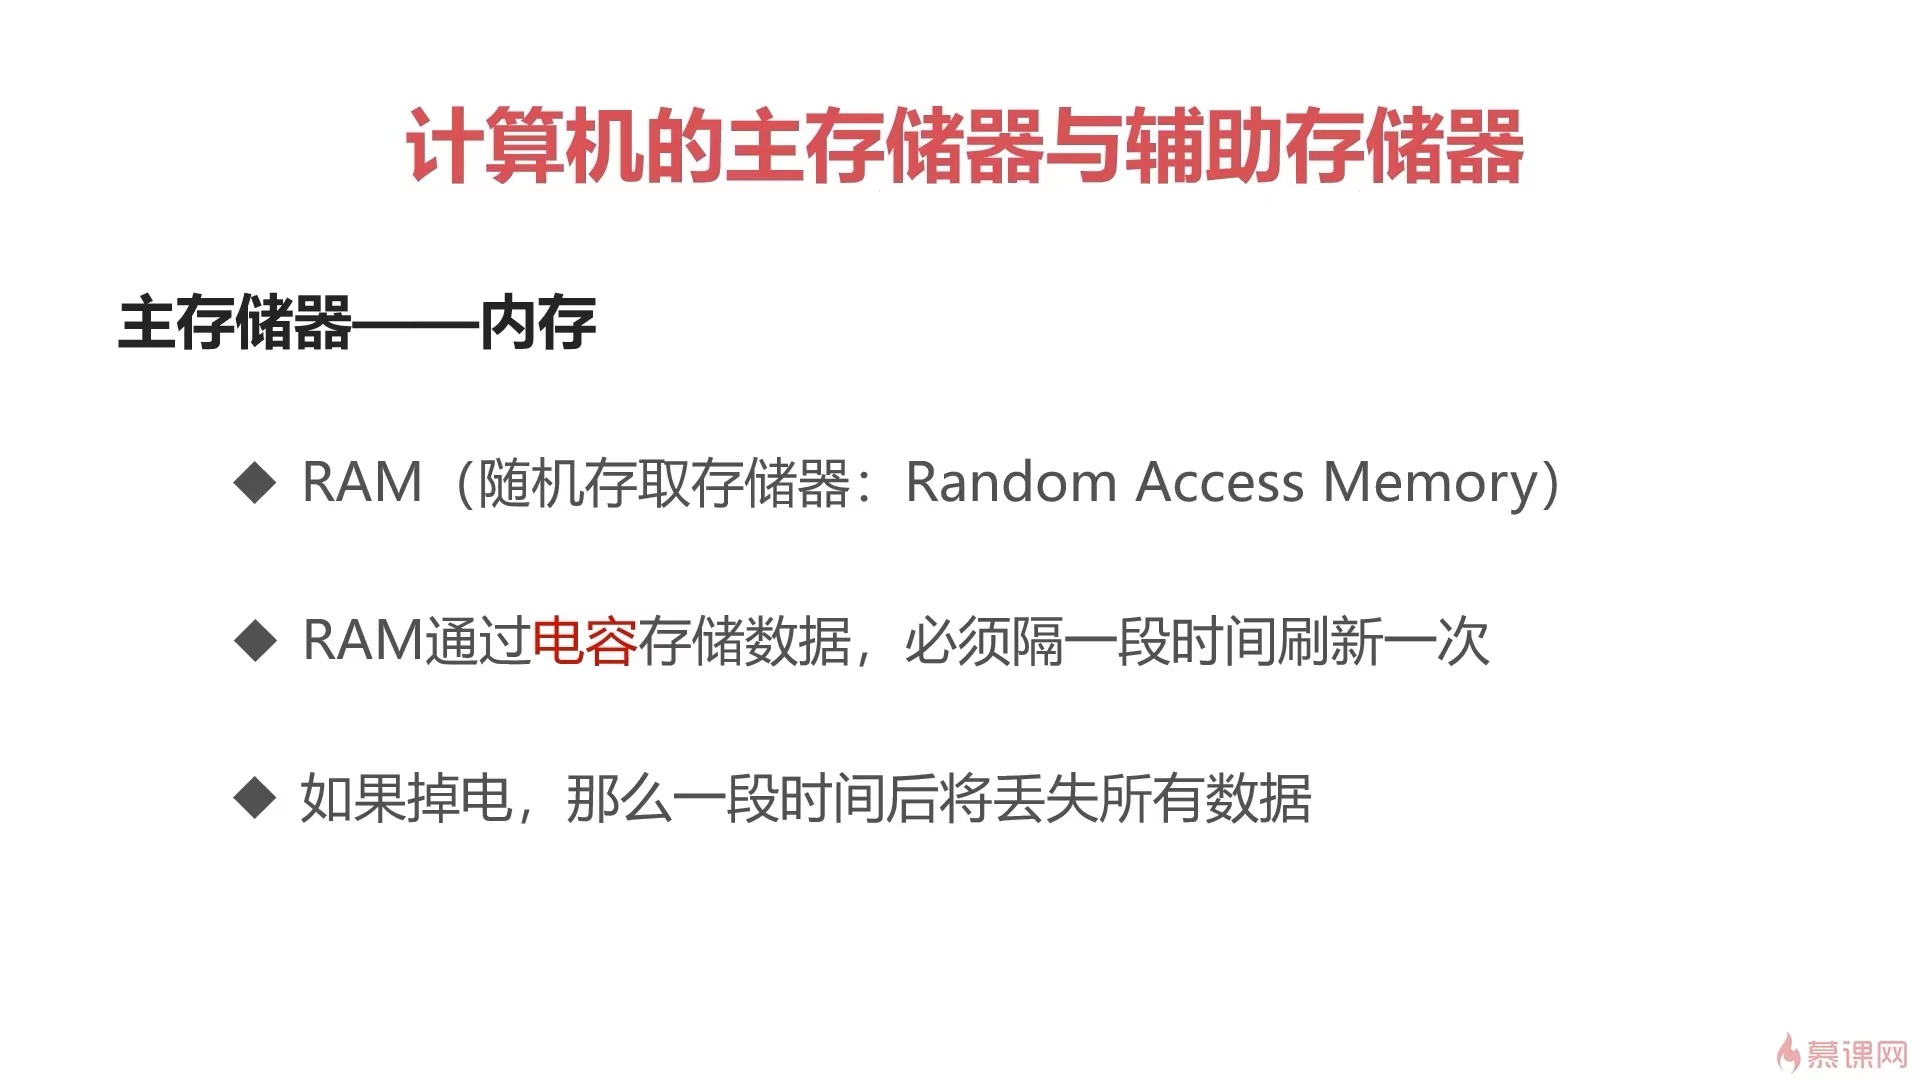 计算机的主存储器与辅助存储器
主存储器——内存
◆ RAM（随机存取存储器：Random Access Memory）
◆ RAM通过电容存储数据，必须隔一段时间刷新一次
◆ 如果掉电，那么一段时间后将丢失所有数据
慕课网